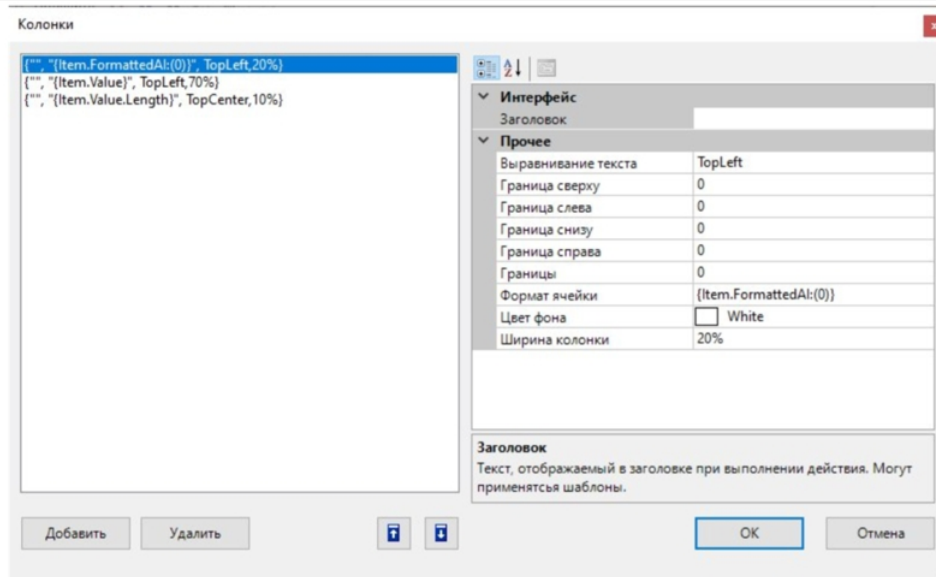 Колонки
{"", "{Item.FormattedAI:(0)}", TopLeft,20%}
{"", "{Item.Value}", TopLeft,70%}
{"", "{Item.Value.Length}", TopCenter,10%}
Интерфейс
Заголовок
Прочее
Выравнивание текста TopLeft
Граница сверху 0
Граница слева 0
Граница снизу 0
Граница справа 0
Границы 0
Формат ячейки {Item.FormattedAI:(0)}
Цвет фона White
Ширина колонки 20%
Заголовок
Текст, отображаемый в заголовке при выполнении действия. Могут
применятсья шаблоны.
Добавить Удалить OK Отмена